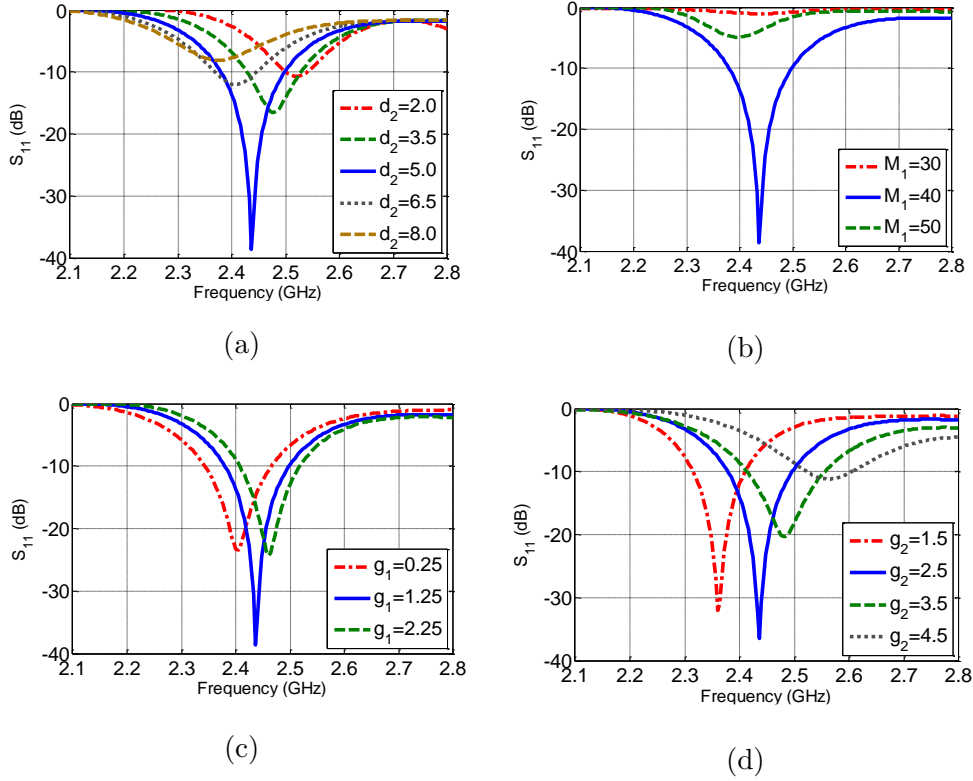 0
-10
-20
-30
-40
S11 (dB)
2.1 2.2 2.3 2.4 2.5 2.6 2.7 2.8
Frequency (GHz)
d2=2.0
d2=3.5
d2=5.0
d2=6.5
d2=8.0
(a)
0
-10
-20
-30
-40
S11 (dB)
2.1 2.2 2.3 2.4 2.5 2.6 2.7 2.8
Frequency (GHz)
M1=30
M1=40
M1=50
(b)
0
-10
-20
-30
-40
S11 (dB)
2.1 2.2 2.3 2.4 2.5 2.6 2.7 2.8
Frequency (GHz)
g1=0.25
g1=1.25
g1=2.25
(c)
0
-10
-20
-30
-40
S11 (dB)
2.1 2.2 2.3 2.4 2.5 2.6 2.7 2.8
Frequency (GHz)
g2=1.5
g2=2.5
g2=3.5
g2=4.5
(d)